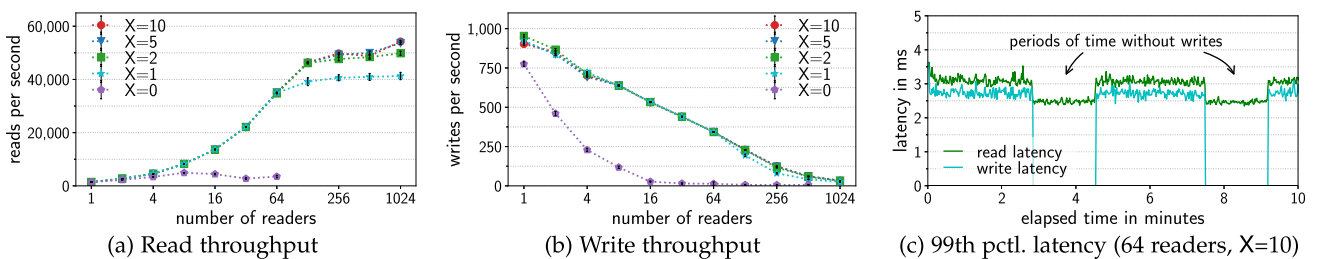 60,000
40,000
20,000
0
reads per second
X=10
X=5
X=2
X=1
X=0
1 4 16 64 256 1024
number of readers
(a) Read throughput
1,000
750
500
250
0
writes per second
X=10
X=5
X=2
X=1
X=0
1 4 16 64 256 1024
number of readers
(b) Write throughput
5
4
3
2
1
0
latency in ms
periods of time without writes
read latency
write latency
0 2 4 6 8 10
elapsed time in minutes
(c) 99th pctl. latency (64 readers, X=10)